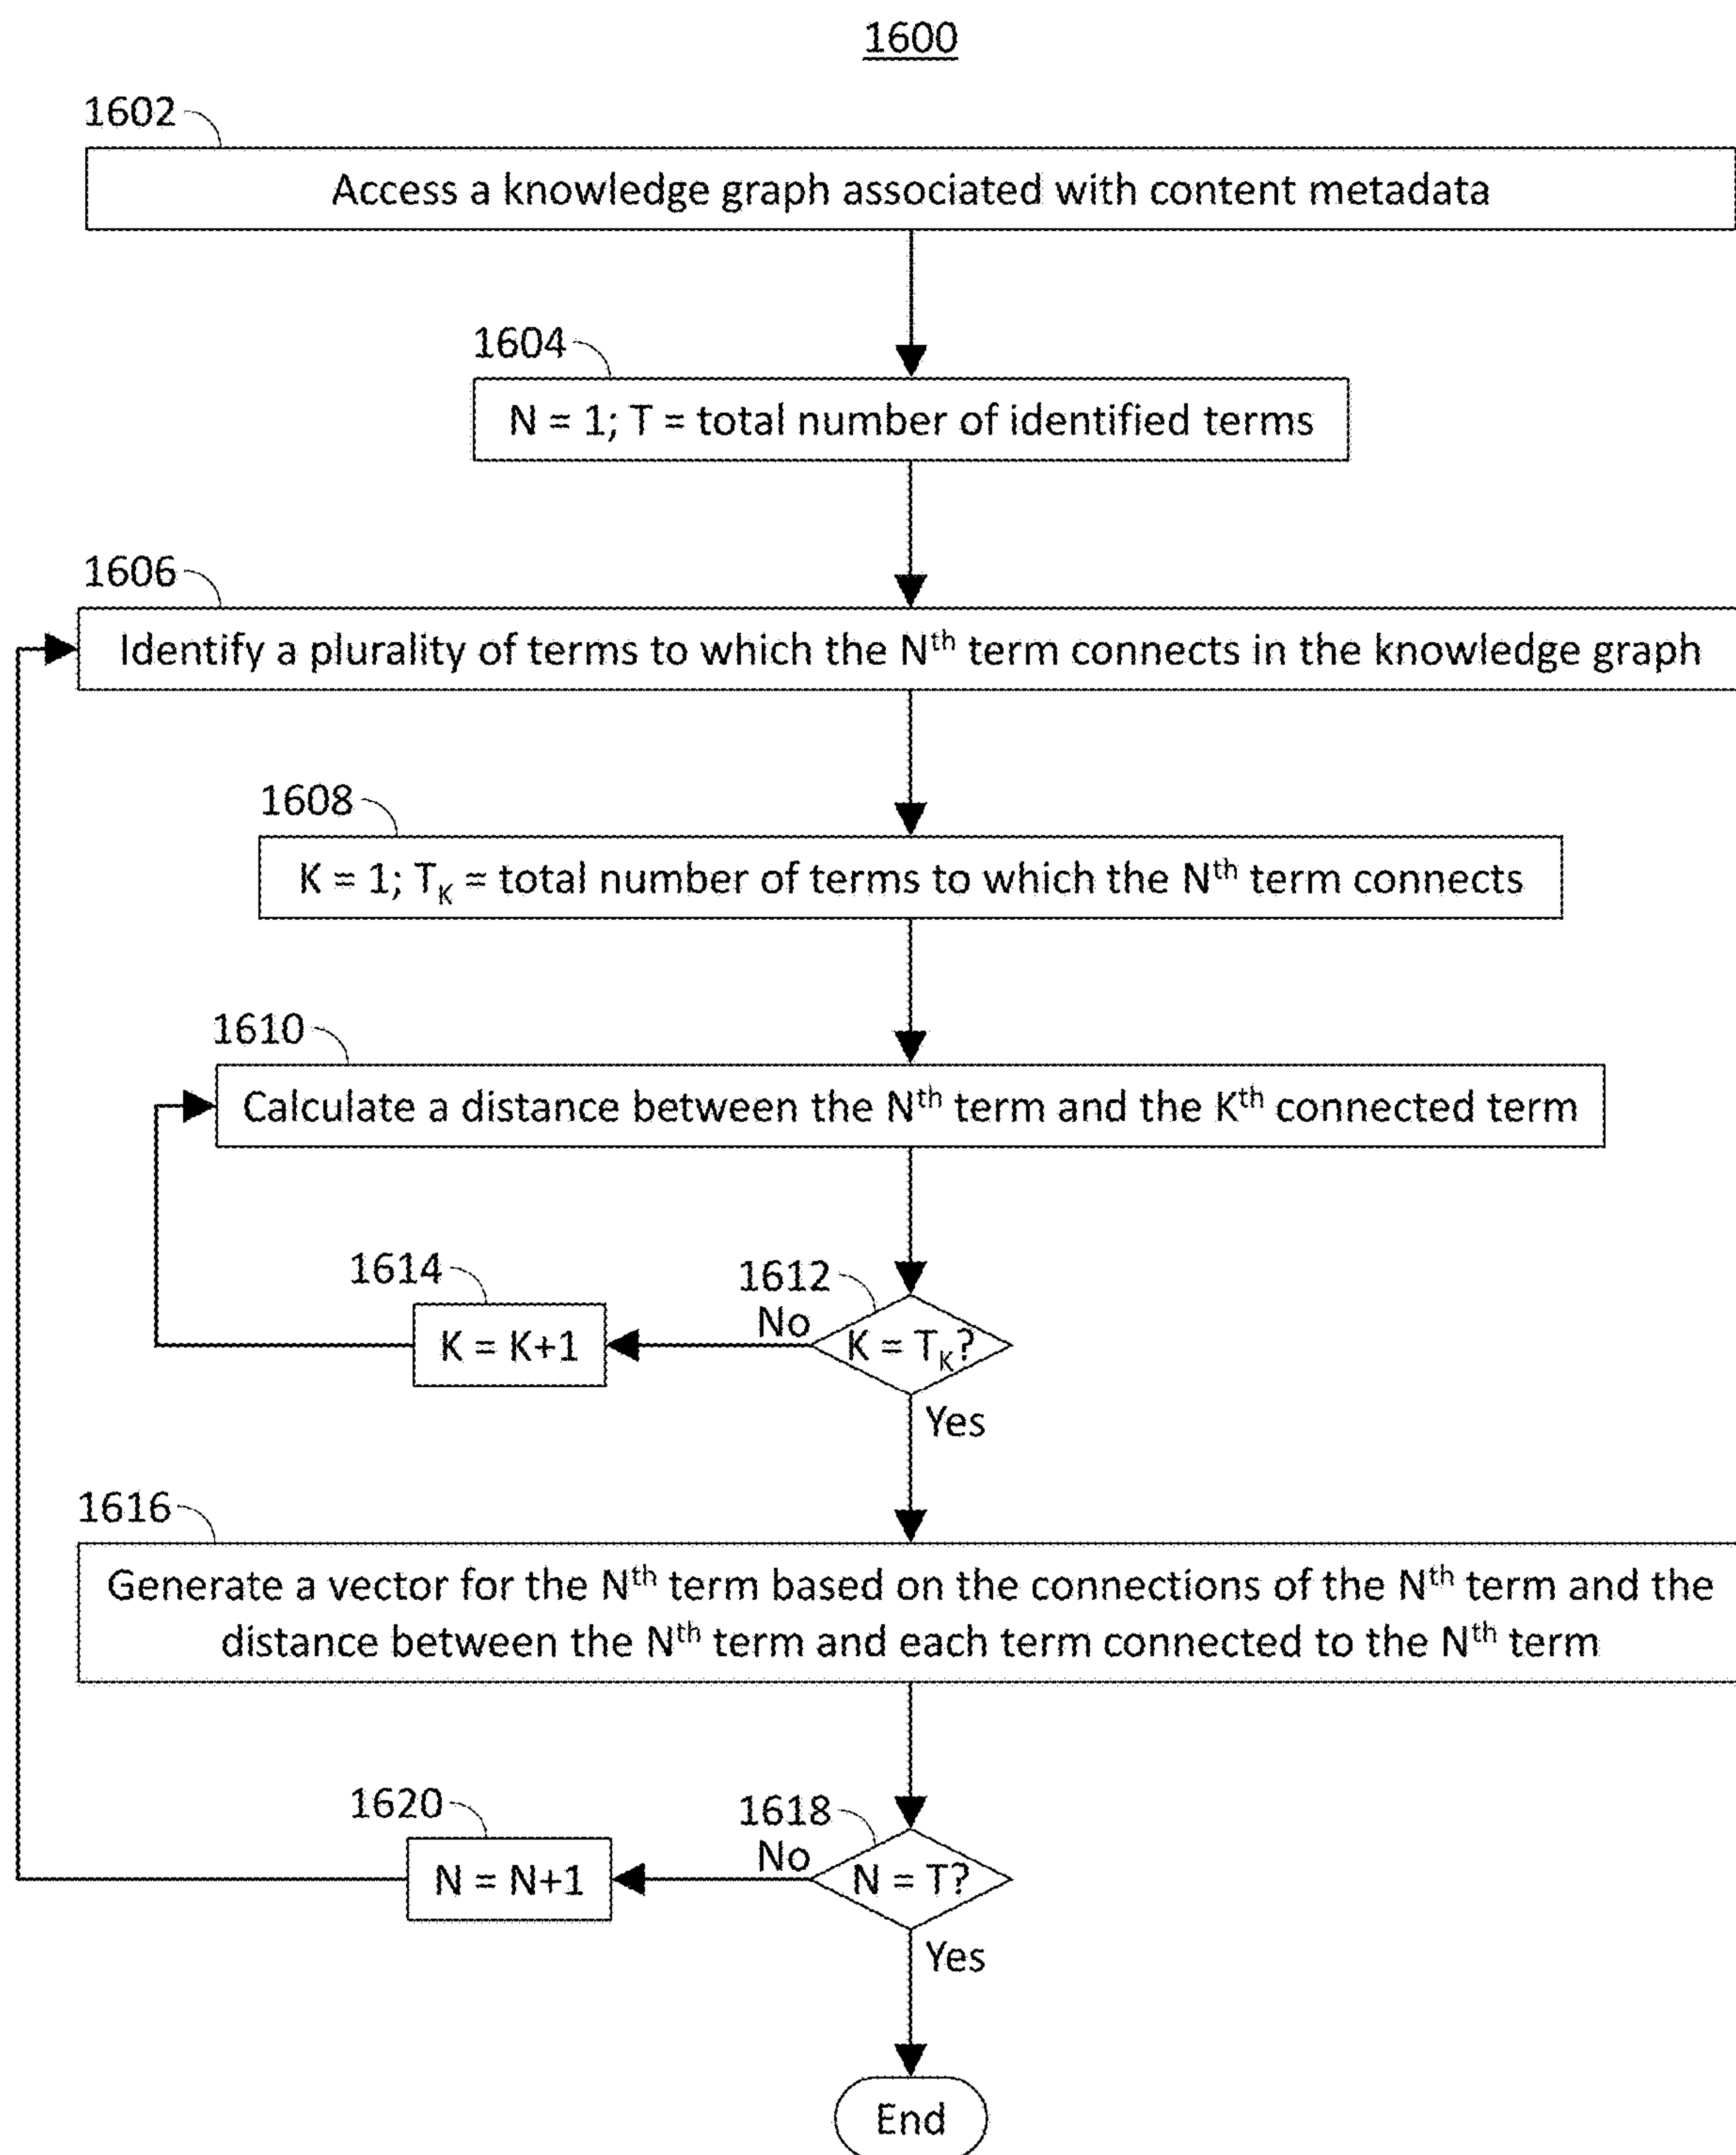 1600
1602
Access a knowledge graph associated with content metadata
1604
N = 1; T = total number of identified terms
1606
Identify a plurality of terms to which the Nth term connects in the knowledge graph
1608
K = 1; TK = total number of terms to which the Nth term connects
1610
Calculate a distance between the Nth term and the Kth connected term
1614
1612
No
K = K+1
K = TK?
Yes
1616
Generate a vector for the Nth term based on the connections of the Nth term and the
distance between the Nth term and each term connected to the Nth term
1620
1618
No
N = N+1
N = T?
Yes
End